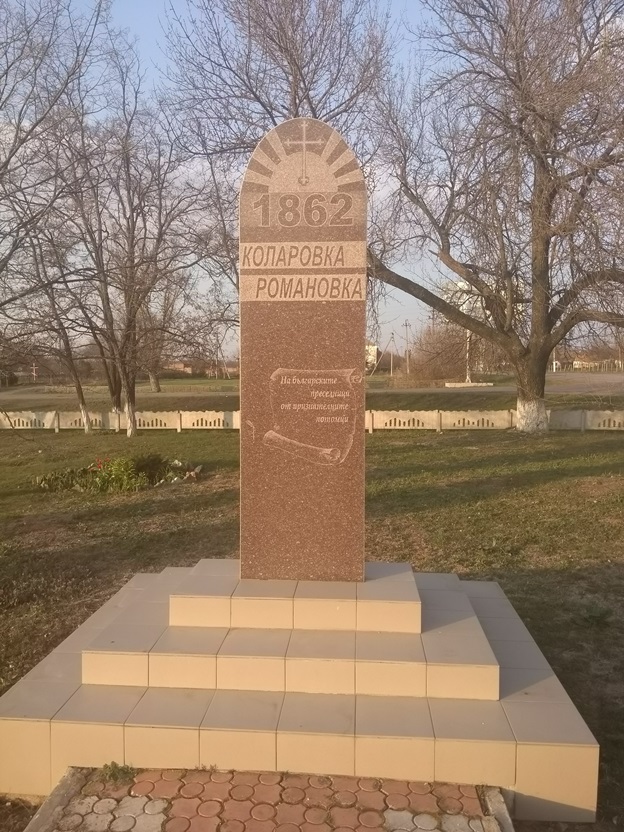 1862
КОЛАРОВКА
РОМАНОВКА
На българските
преселници
от признателните
потомци